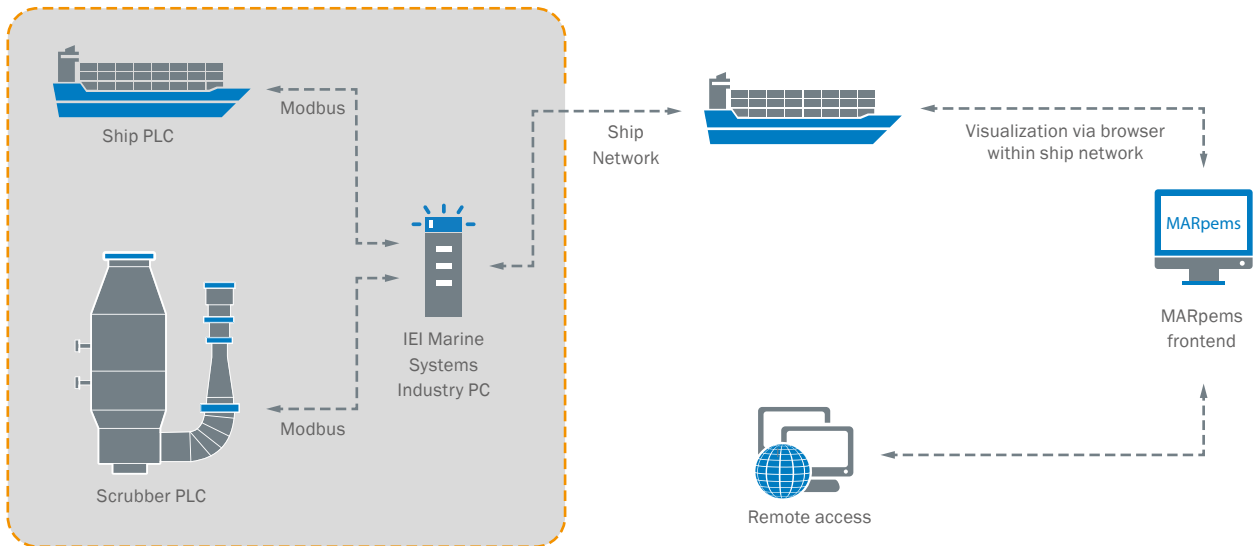 Ship PLC
Modbus
IEI Marine
Systems
Industry PC
Modbus
Scrubber PLC
Ship
Network
Visualization via browser
within ship network
MARpems
MARpems
frontend
Remote access